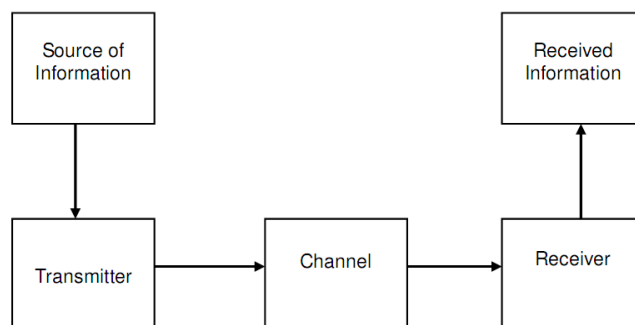 Source of
Information
Received
Information
Transmitter
Channel
Receiver